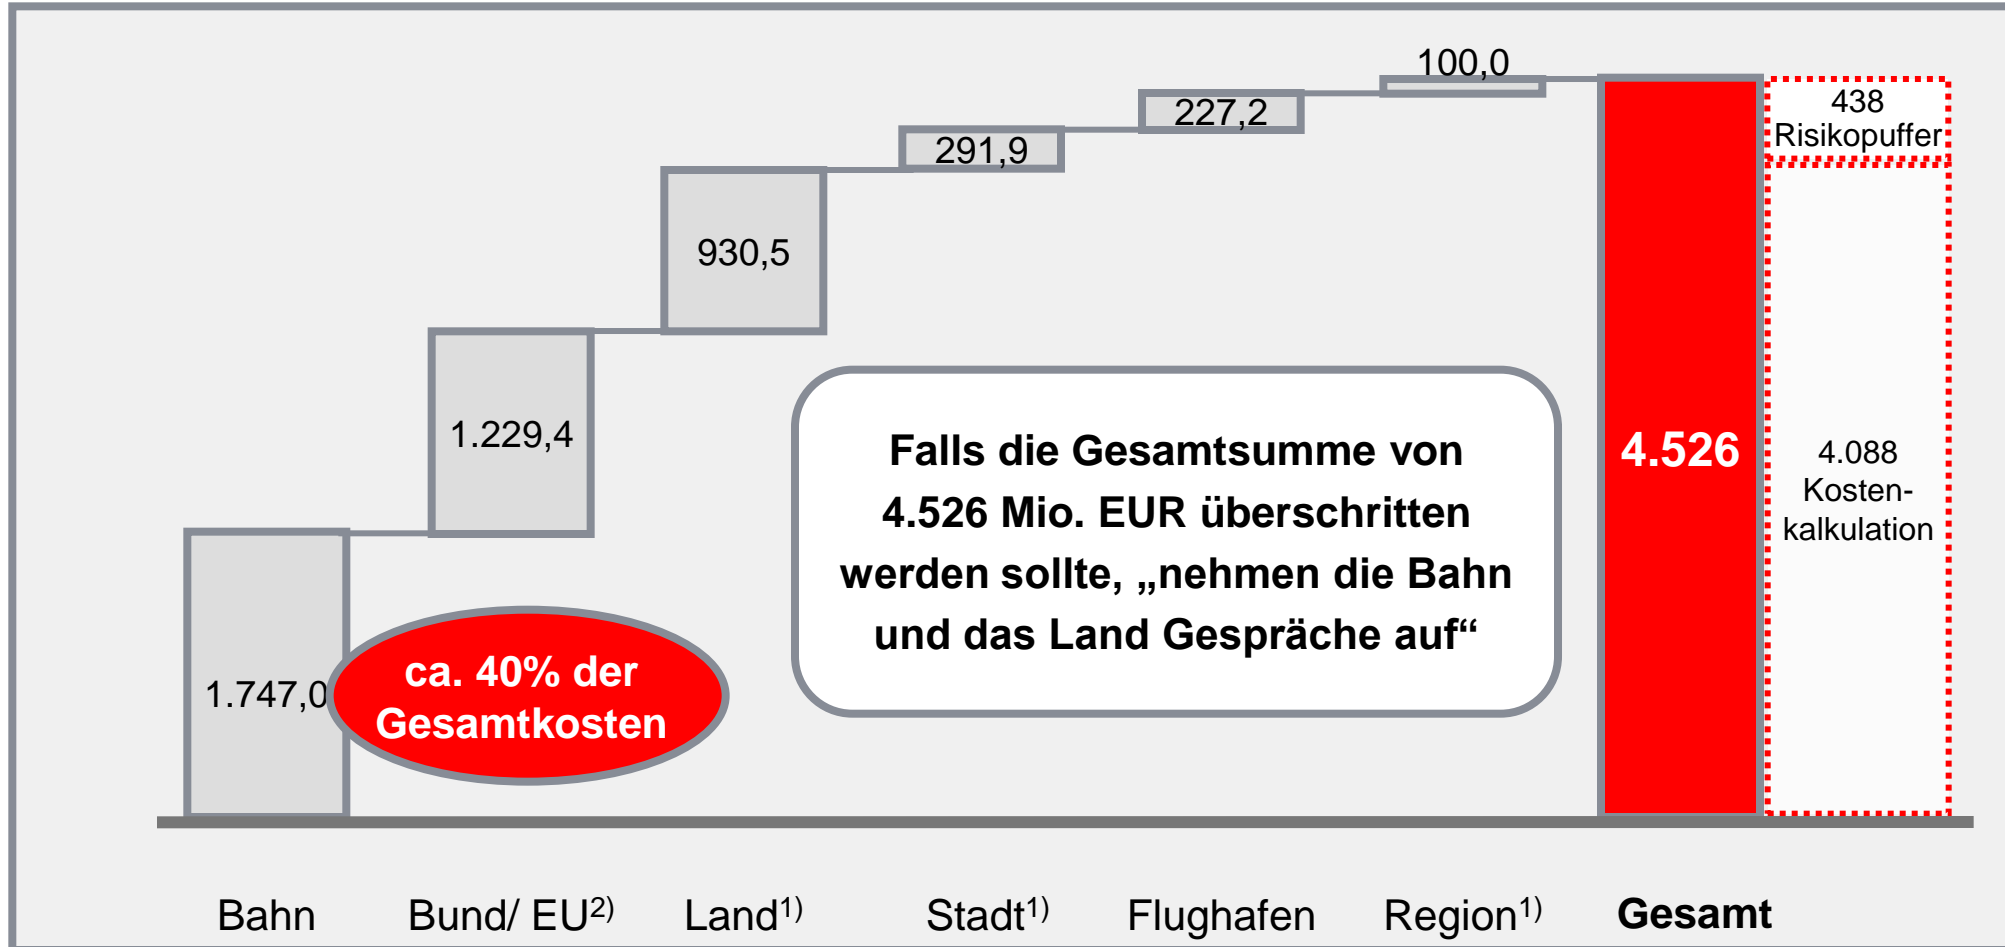 100,0
227,2
291,9
930,5
1.229,4
1.747,0
ca. 40% der
Gesamtkosten
Falls die Gesamtsumme von
4.526 Mio. EUR überschritten
werden sollte, „nehmen die Bahn
und das Land Gespräche auf“
4.526
438
Risikopuffer
4.088
Kosten-
kalkulation
Bahn
Bund/ EU2)
Land1)
Stadt1)
Flughafen
Region1)
Gesamt